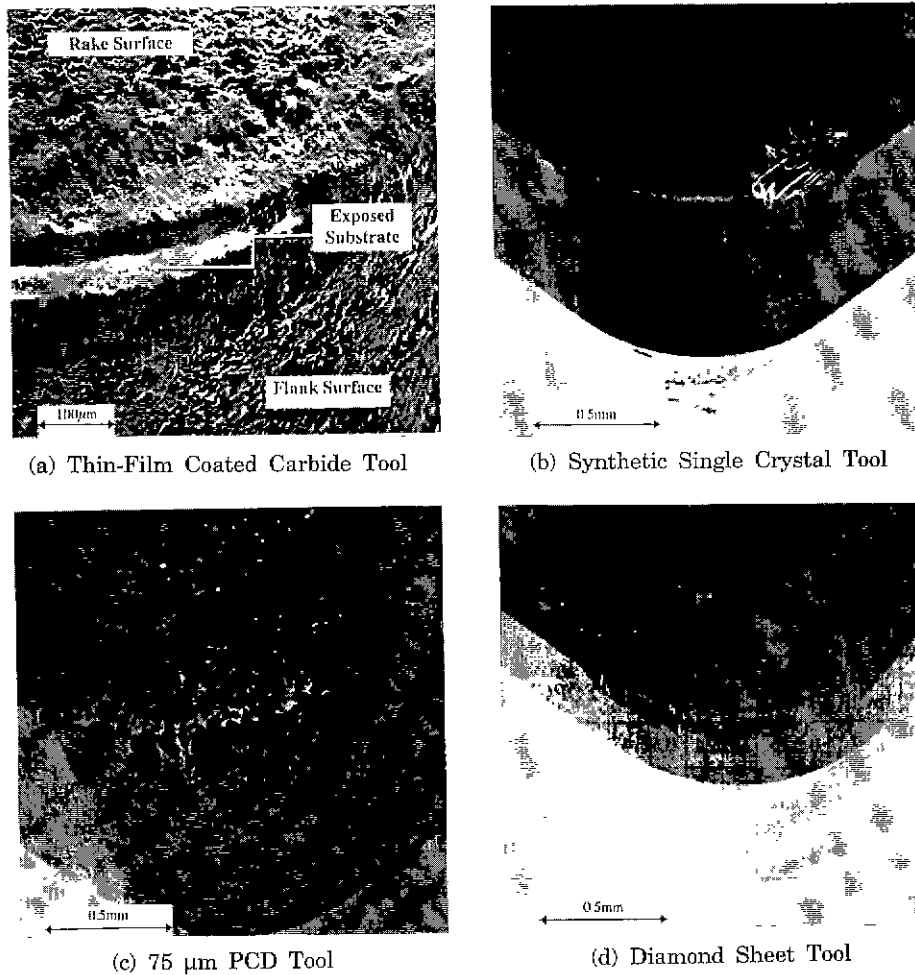 Rake Surface
Exposed
Substrate
Flank Surface
100µm
0.5mm
(a) Thin-Film Coated Carbide Tool
(b) Synthetic Single Crystal Tool
0.5mm
0.5mm
(c) 75 µm PCD Tool
(d) Diamond Sheet Tool